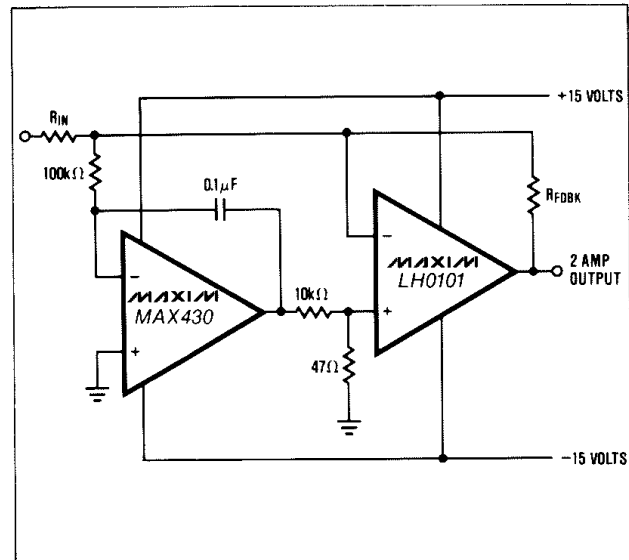 +15 VOLTS
RIN
100kΩ
0.1μF
RFDBK
−
MAXIM
MAX430
+
10kΩ
47Ω
−
MAXIM
LH0101
+
2 AMP
OUTPUT
−15 VOLTS